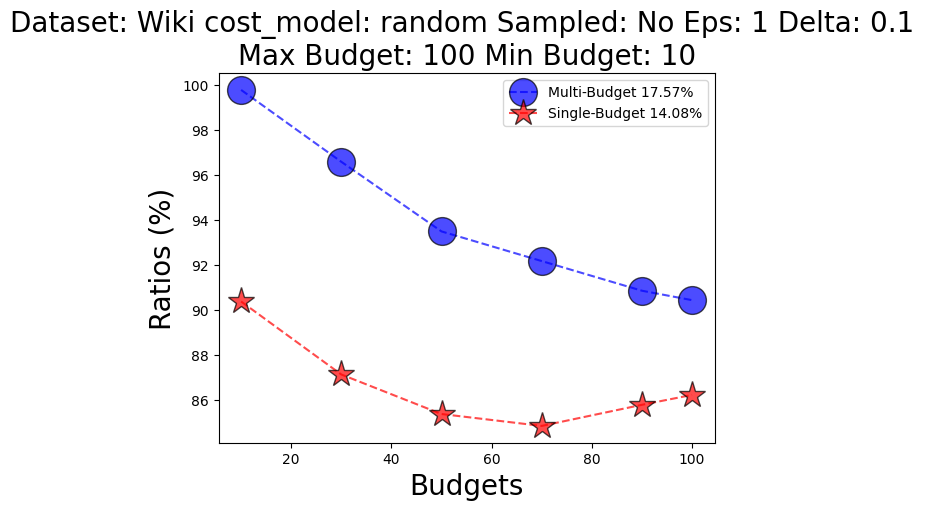 Dataset: Wiki cost_model: random Sampled: No Eps: 1 Delta: 0.1
Max Budget: 100 Min Budget: 10
Multi-Budget 17.57%
Single-Budget 14.08%
Ratios (%)
100
98
96
94
92
90
88
86
20 40 60 80 100
Budgets